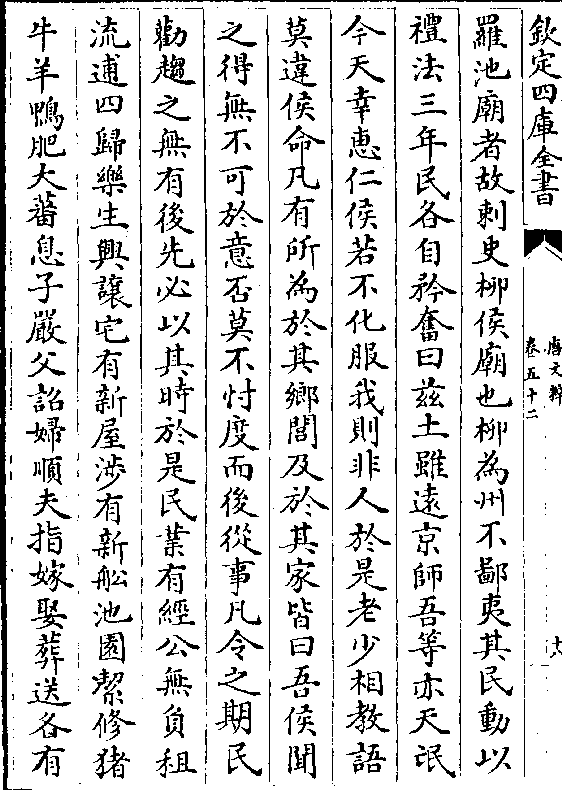 欽定四庫全書
唐文粹
卷五十二
羅池廟者故刺史柳侯廟也柳為州不鄙夷其民動以
禮法三年民各自矜奮曰兹土雖遠京師吾等亦天氓
今天幸惠仁侯若不化服我則非人於是老少相教語
莫違侯命凡有所為於其鄉閭及於其家皆曰吾侯聞
之得無不可於意否莫不忖度而後從事凡令之期民
勸趨之無有後先必以其時於是民業有經公無負租
流逋四歸樂生興讓宅有新屋涉有新舩池園潔修猪
牛羊鴨肥大蕃息子嚴父詔婦順夫指嫁娶葬送各有